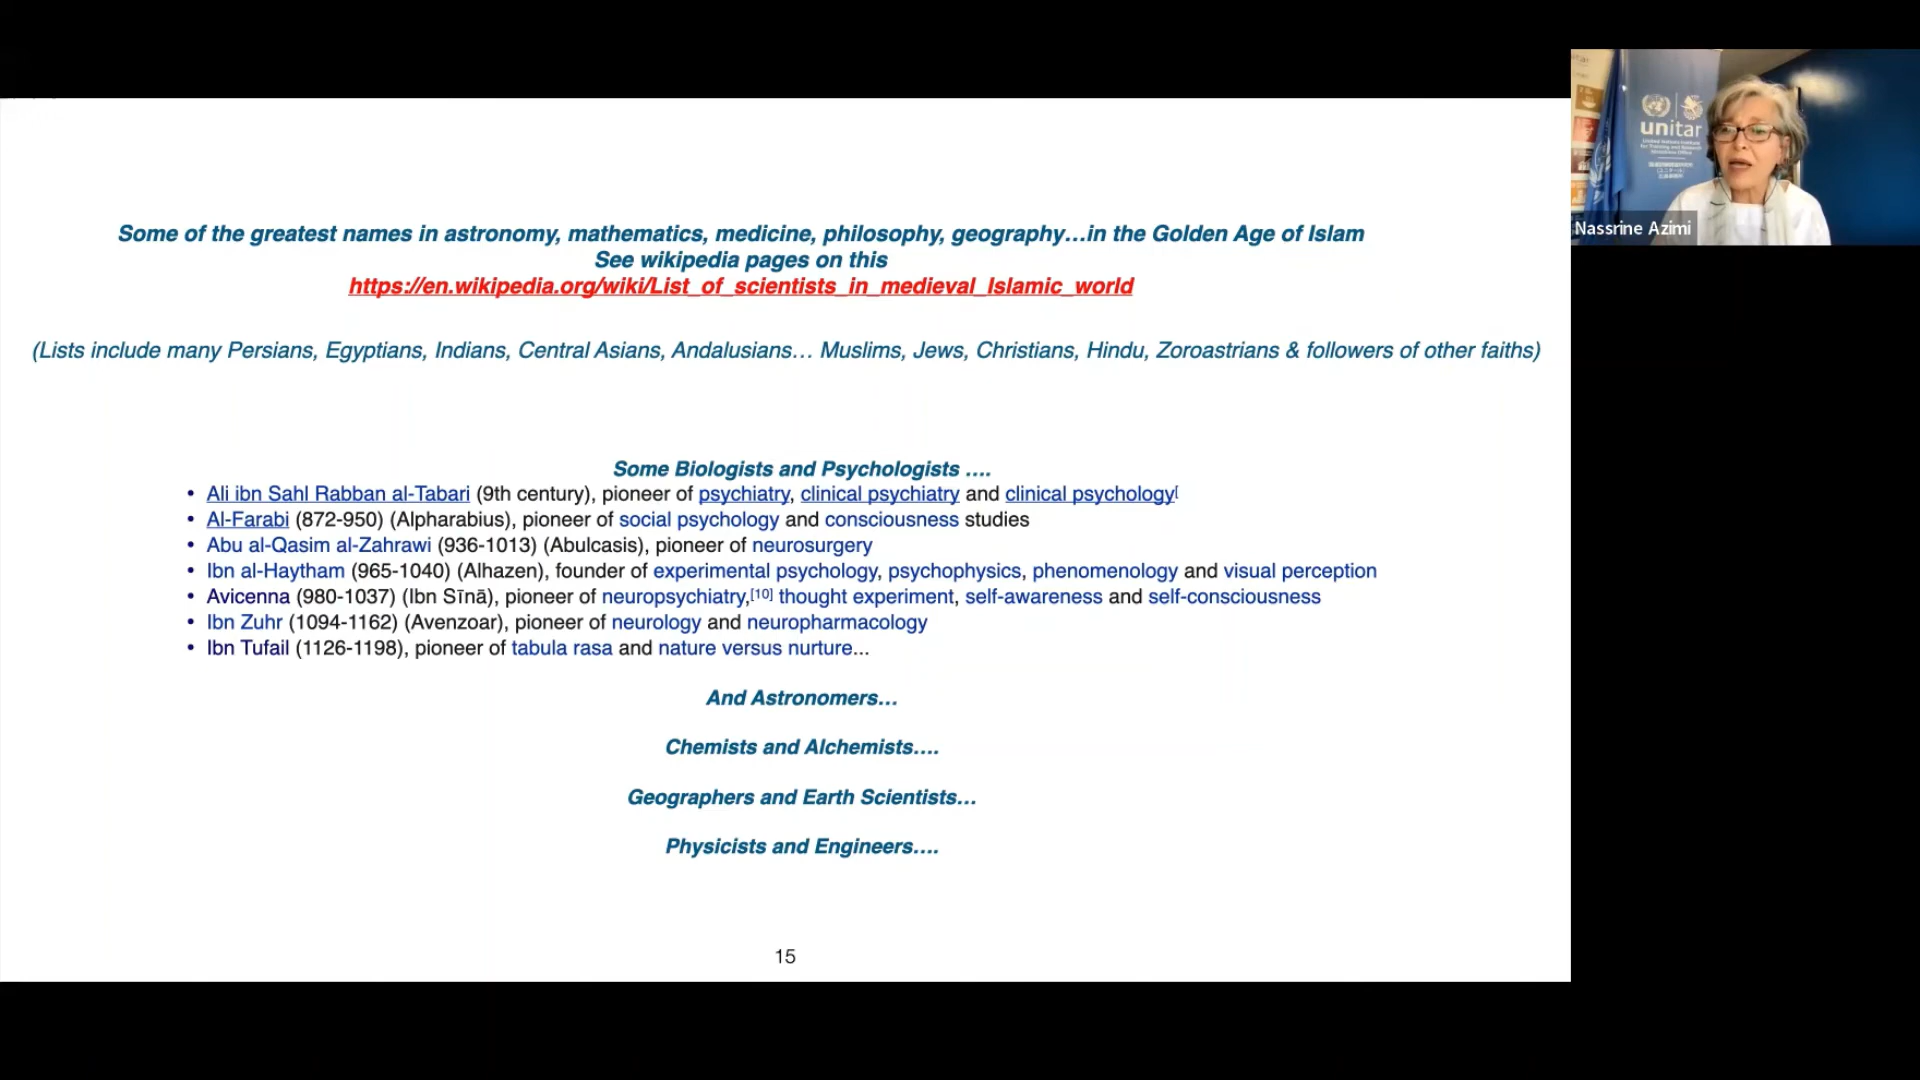 Some of the greatest names in astronomy, mathematics, medicine, philosophy, geography…in the Golden Age of Islam
See wikipedia pages on this
https://en.wikipedia.org/wiki/List_of_scientists_in_medieval_Islamic_world
(Lists include many Persians, Egyptians, Indians, Central Asians, Andalusians… Muslims, Jews, Christians, Hindu, Zoroastrians & followers of other faiths)
Some Biologists and Psychologists ….
• Ali ibn Sahl Rabban al-Tabari (9th century), pioneer of psychiatry, clinical psychiatry and clinical psychology[
• Al-Farabi (872-950) (Alpharabius), pioneer of social psychology and consciousness studies
• Abu al-Qasim al-Zahrawi (936-1013) (Abulcasis), pioneer of neurosurgery
• Ibn al-Haytham (965-1040) (Alhazen), founder of experimental psychology, psychophysics, phenomenology and visual perception
• Avicenna (980-1037) (Ibn Sīnā), pioneer of neuropsychiatry,[10] thought experiment, self-awareness and self-consciousness
• Ibn Zuhr (1094-1162) (Avenzoar), pioneer of neurology and neuropharmacology
• Ibn Tufail (1126-1198), pioneer of tabula rasa and nature versus nurture...
And Astronomers…
Chemists and Alchemists….
Geographers and Earth Scientists…
Physicists and Engineers….
15
unitar
United Nations Institute
for Training and Research
Nassrine Azimi